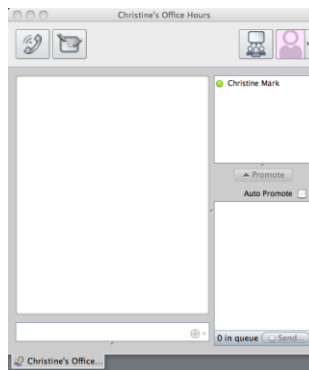 Christine's Office Hours
Christine Mark
Promote
Auto Promote
0 in queue
Send...
Christine's Office...